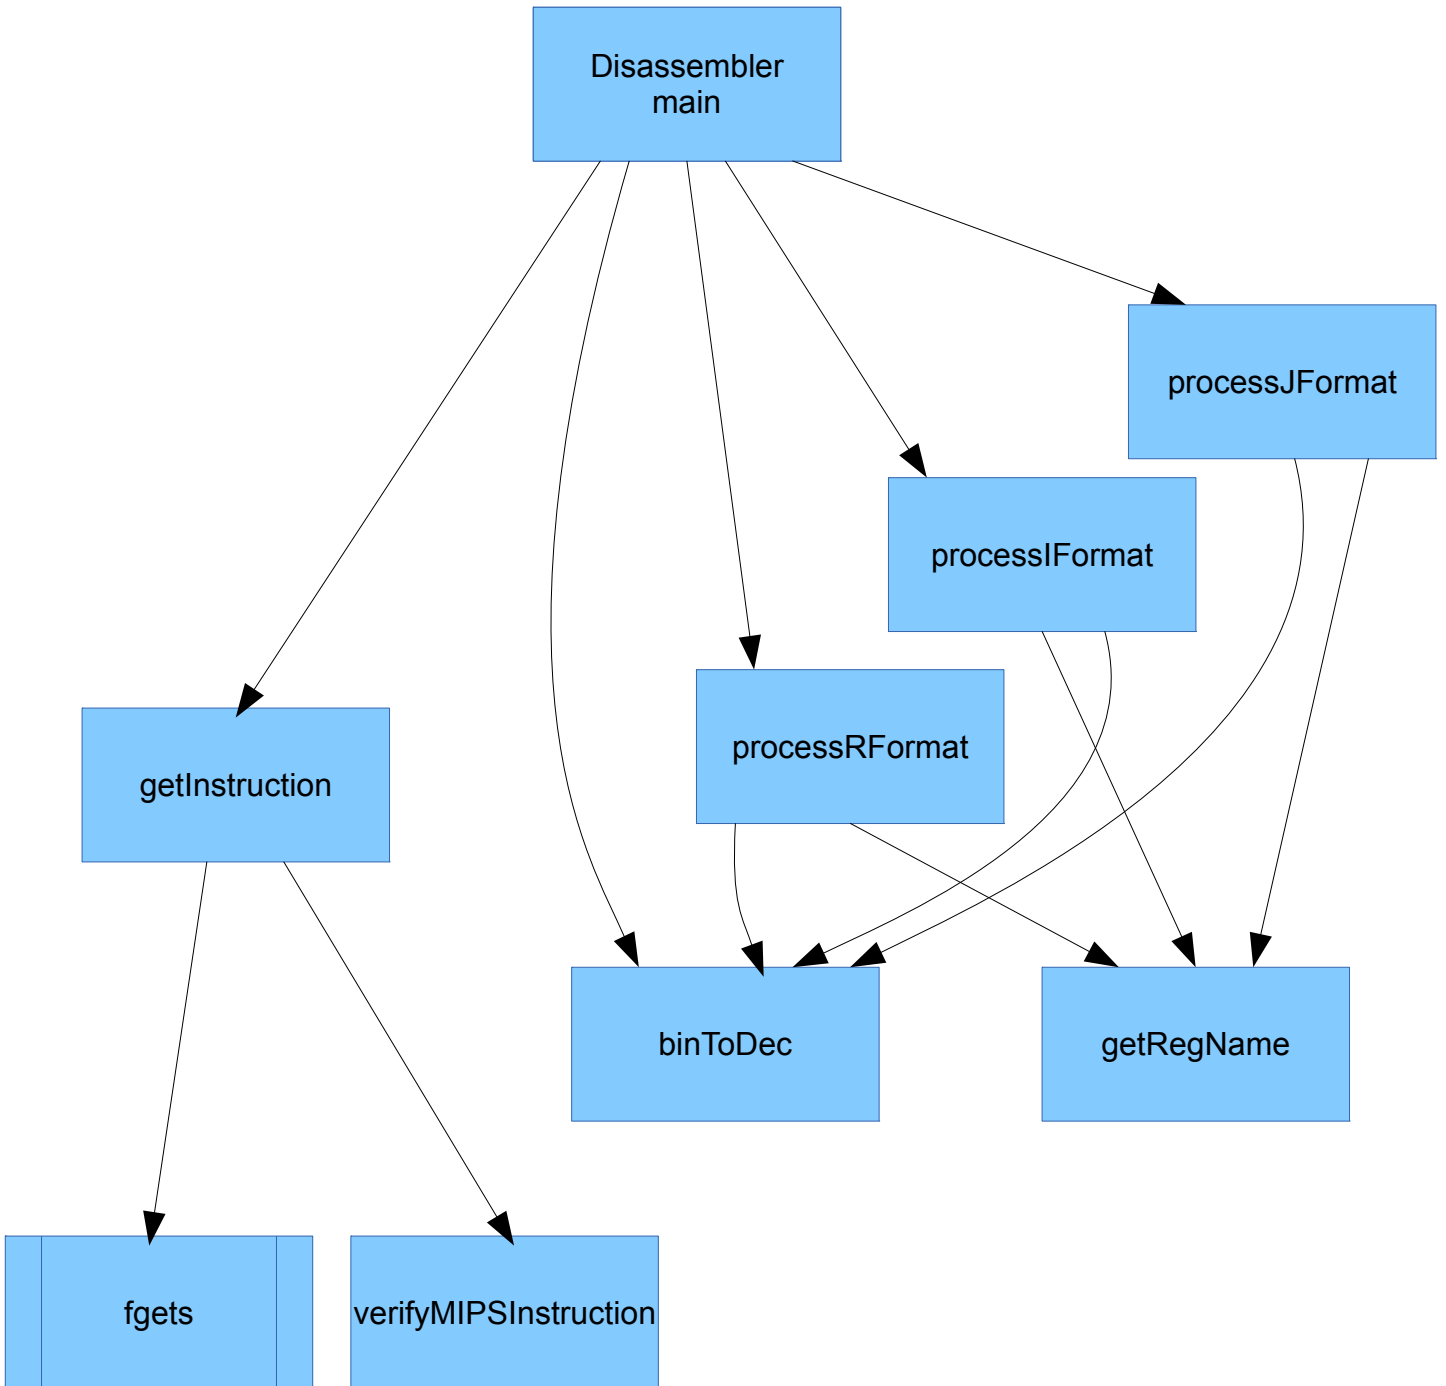 Disassembler
main
processJFormat
processIFormat
processRFormat
getInstruction
binToDec
getRegName
fgets
verifyMIPSInstruction